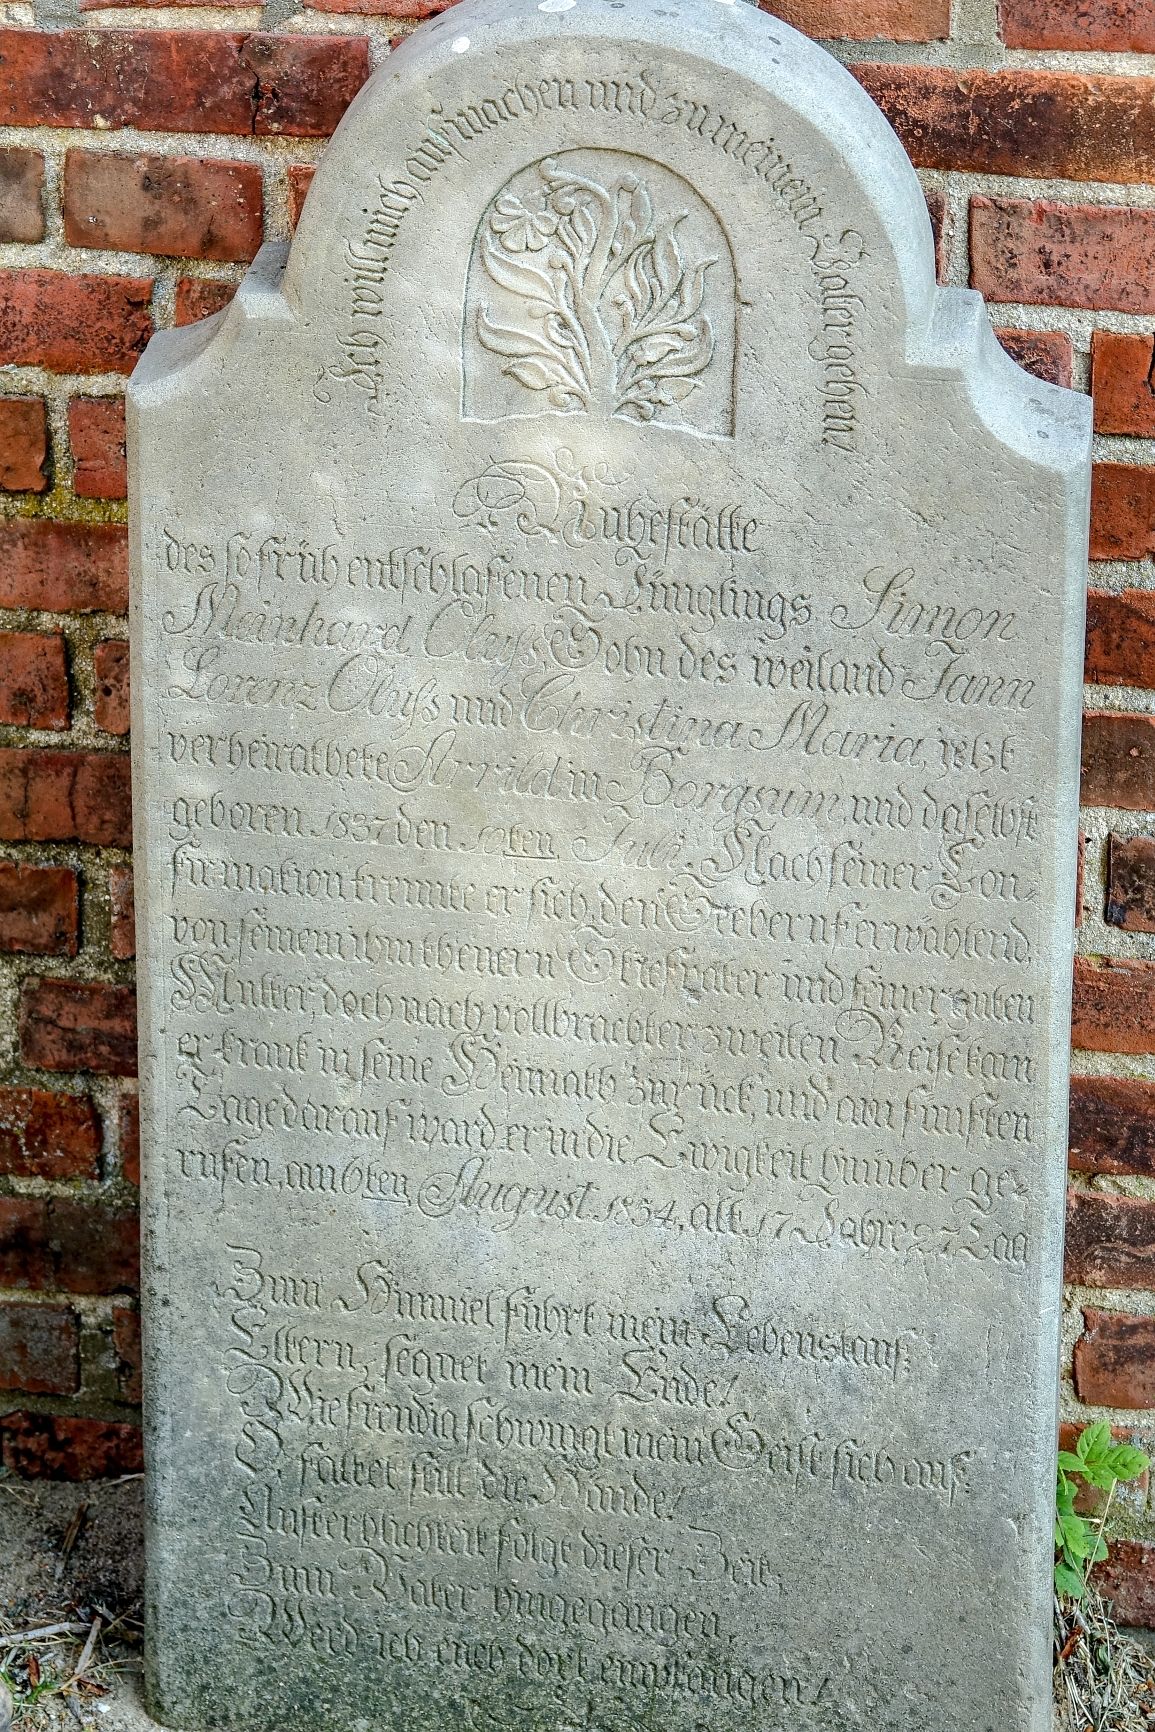 Ich will mich aufmachen und zu meinem Vater gehen!
Ruhestätte
des so früh entschlafenen Jünglings Simon
Meinhard Olufs, Sohn des weiland Jann
Lorenz Olufs und Christina Maria, jetzt
verheirathete Arrild in Borgsum, und daselbst
geboren 1837 den 10ten Juli. Nach seiner Con-
firmation trennte er sich, den Seeberuf erwählend,
von seinem ihm theuern Stiefvater und seiner guten
Mutter, doch nach vollbrachter zweiten Reise kam
er krank in seine Heimath zurück, und am fünften
Tage darauf ward er in die Ewigkeit hinüber ge-
rufen, am 6ten August 1854, alt 17 Jahre 27 Tag
Zum Himmel führt mein Lebenslauf:
Eltern, segnet mein Ende!
Wie freudig schwingt mein Geist sich auf:
O, faltet still die Hände!
Unsterblichkeit folgt dieser Zeit,
Zum Vater hingegangen,
Werd ich euch dort empfangen!